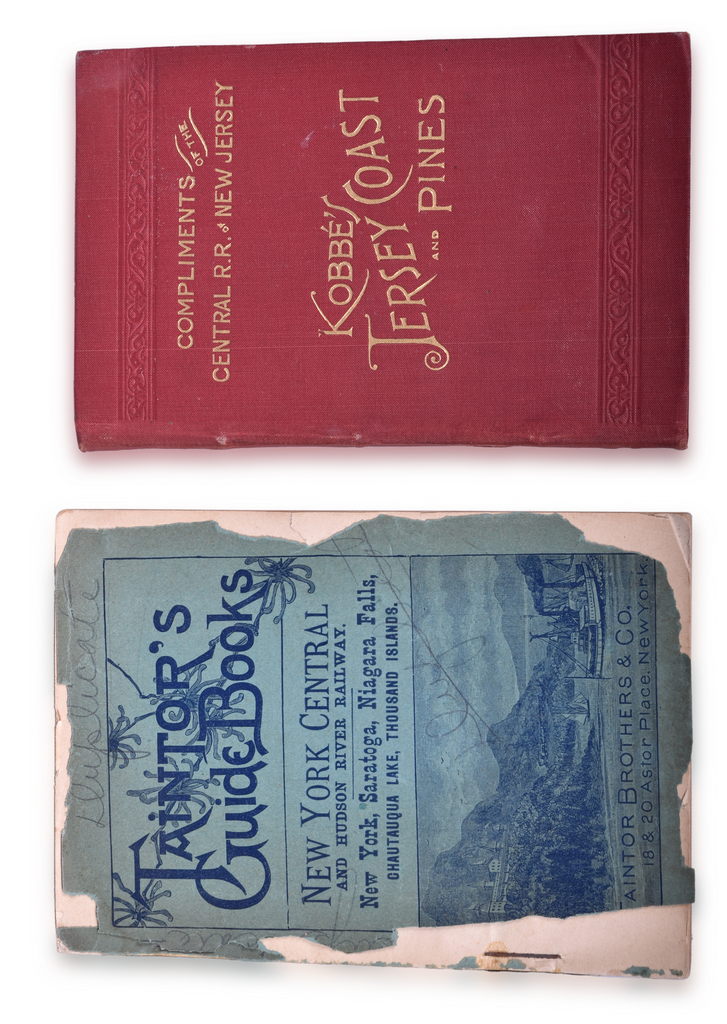 COMPLIMENTS OF THE
CENTRAL R.R. of NEW JERSEY
KOBBÉ'S
JERSEY COAST
AND PINES
Duplicate
TAINTOR'S
GUIDE BOOKS
NEW YORK CENTRAL
AND HUDSON RIVER RAILWAY.
New York, Saratoga, Niagara Falls,
CHAUTAUQUA LAKE, THOUSAND ISLANDS.
AINTOR BROTHERS & CO.
18 & 20 Astor Place, New York.